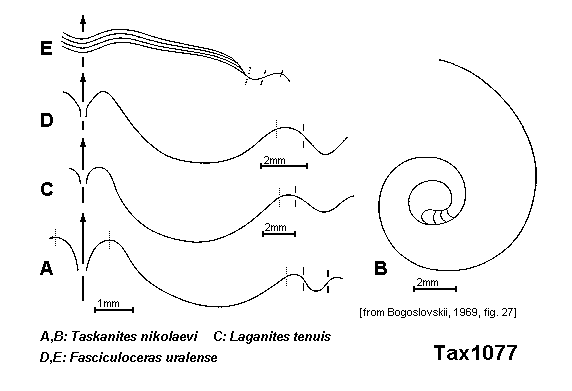 E
D
2mm
C
2mm
A
1mm
B
2mm
[from Bogoslovskii, 1969, fig. 27]
A,B: Taskanites nikolaevi C: Laganites tenuis
D,E: Fasciculoceras uralense
Tax1077